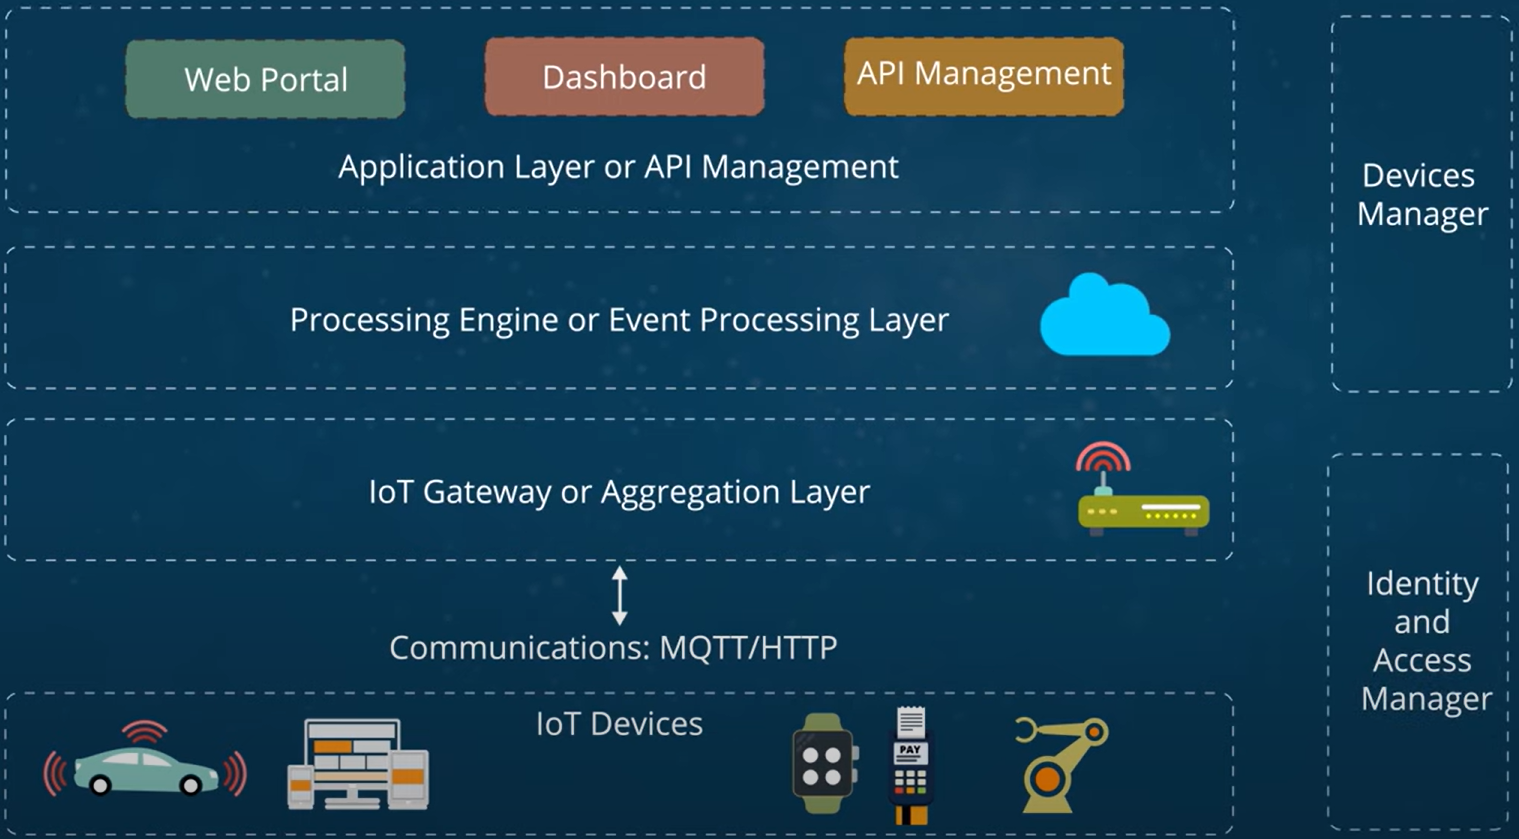 Web Portal
Dashboard
API Management
Application Layer or API Management
Devices
Manager
Processing Engine or Event Processing Layer
IoT Gateway or Aggregation Layer
Communications: MQTT/HTTP
Identity
and
Access
Manager
IoT Devices
PAY